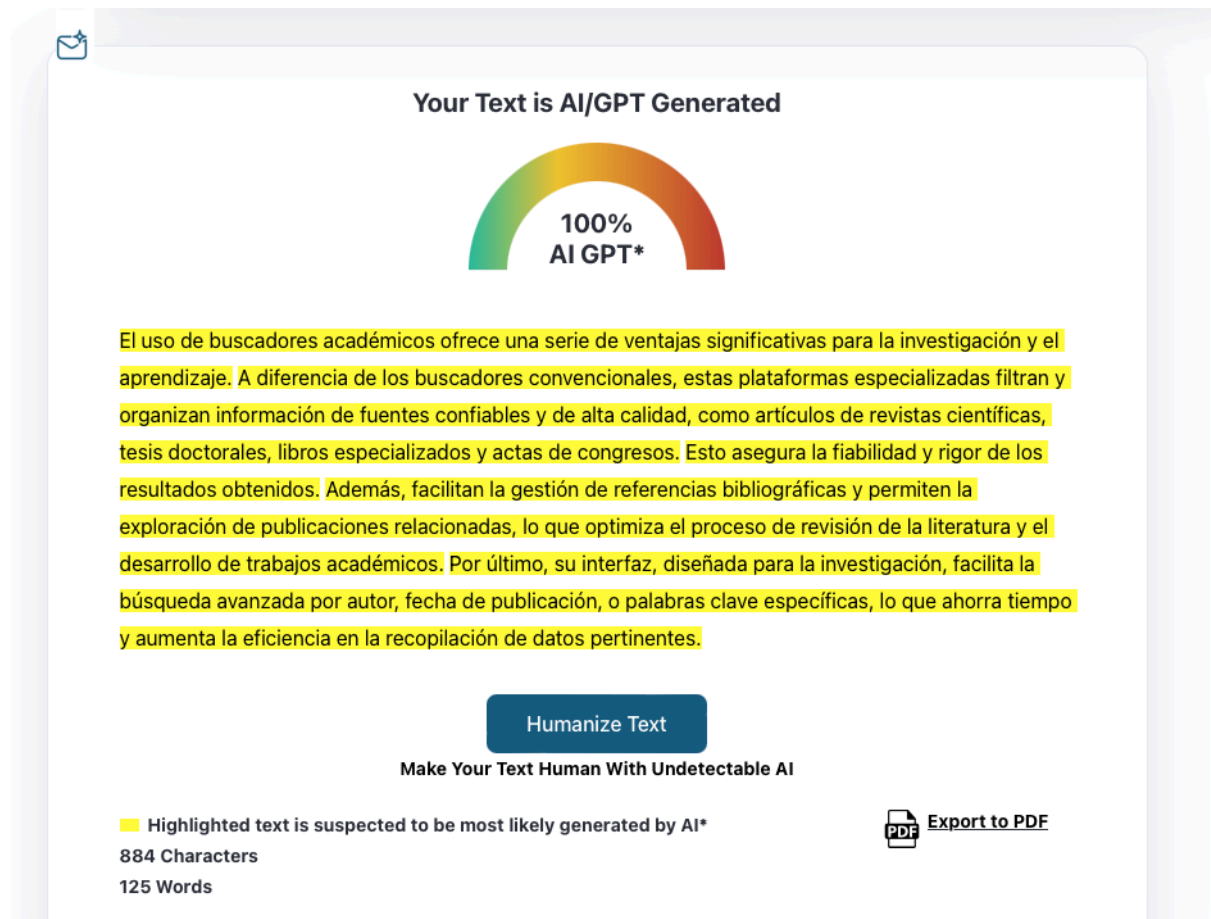 Your Text is AI/GPT Generated
100%
AI GPT*
El uso de buscadores académicos ofrece una serie de ventajas significativas para la investigación y el
aprendizaje. A diferencia de los buscadores convencionales, estas plataformas especializadas filtran y
organizan información de fuentes confiables y de alta calidad, como artículos de revistas científicas,
tesis doctorales, libros especializados y actas de congresos. Esto asegura la fiabilidad y rigor de los
resultados obtenidos. Además, facilitan la gestión de referencias bibliográficas y permiten la
exploración de publicaciones relacionadas, lo que optimiza el proceso de revisión de la literatura y el
desarrollo de trabajos académicos. Por último, su interfaz, diseñada para la investigación, facilita la
búsqueda avanzada por autor, fecha de publicación, o palabras clave específicas, lo que ahorra tiempo
y aumenta la eficiencia en la recopilación de datos pertinentes.
Humanize Text
Make Your Text Human With Undetectable AI
Highlighted text is suspected to be most likely generated by AI*
PDF Export to PDF
884 Characters
125 Words